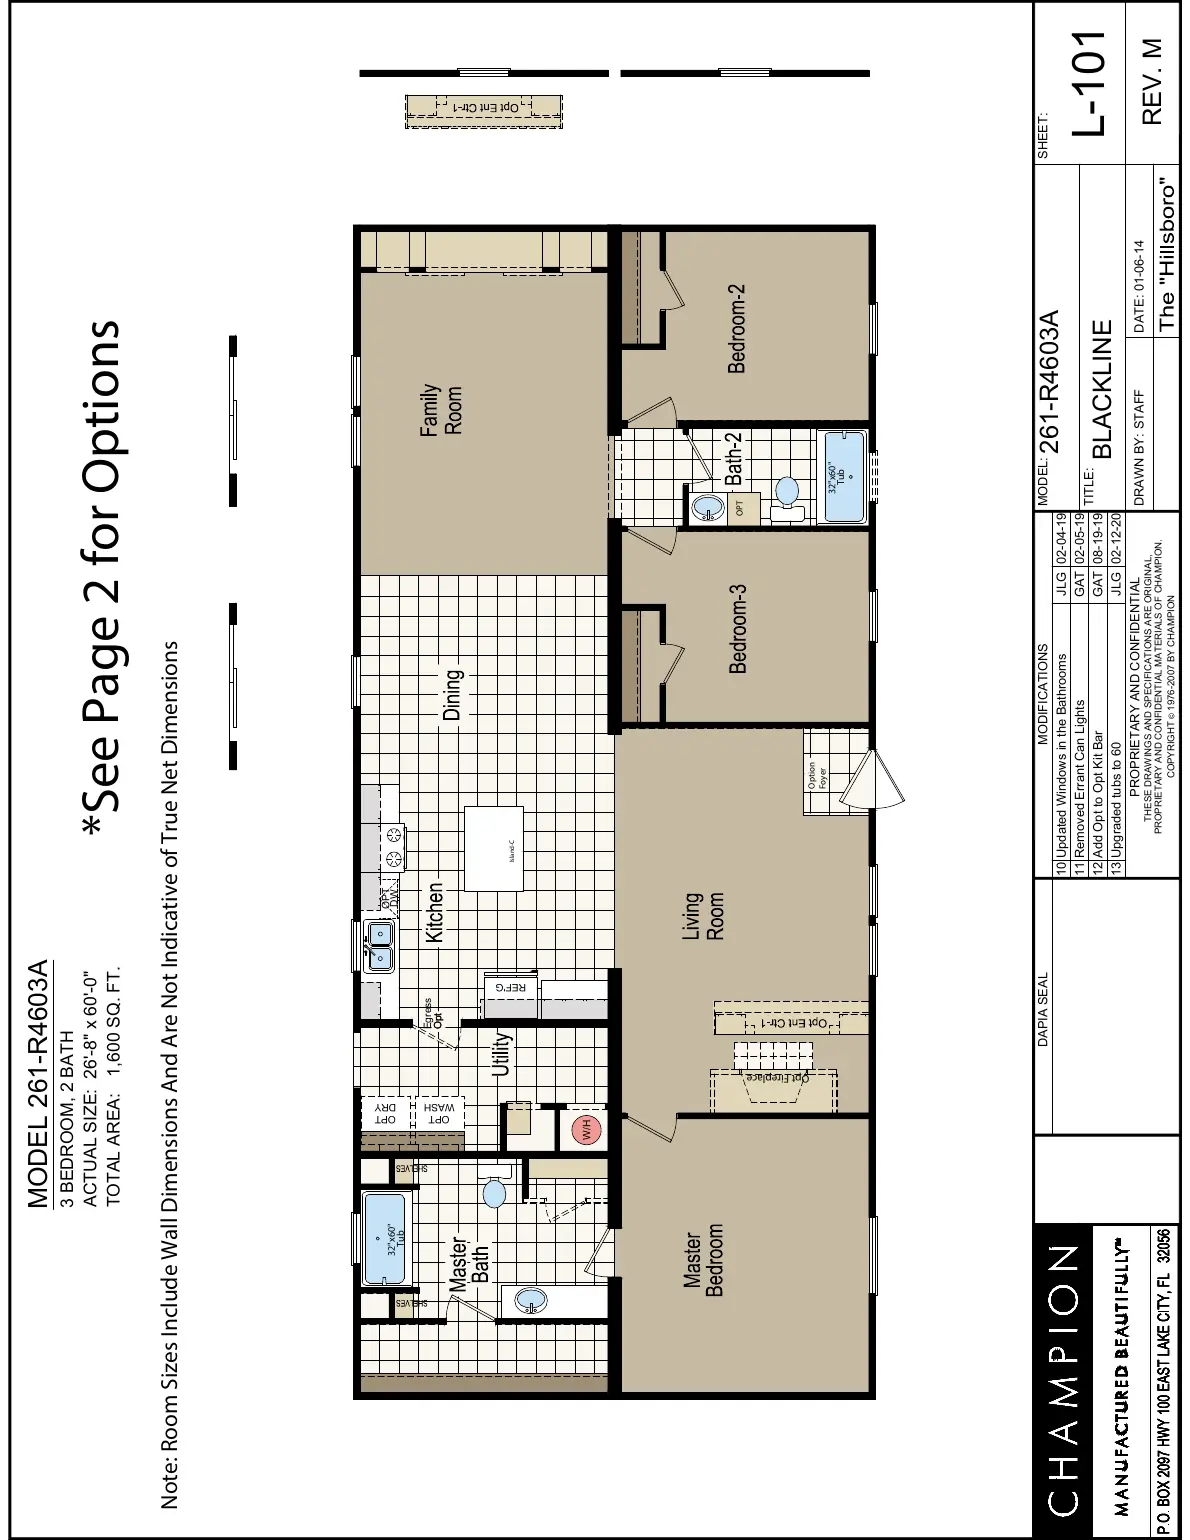 MODEL 261-R4603A
3 BEDROOM, 2 BATH
ACTUAL SIZE: 26'-8" x 60'-0"
TOTAL AREA: 1,600 SQ. FT.
*See Page 2 for Options
Note: Room Sizes Include Wall Dimensions And Are Not Indicative of True Net Dimensions
SHELVES
32"x60"
Tub
SHELVES
Master
Bath
OPT
DRY
OPT
WASH
Utility
W/H
Egress
Opt
REF'G
Kitchen
OPT
DW
Island-C
Dining
Family
Room
Opt Ent Ctr-1
Master
Bedroom
Opt Fireplace
Opt Ent Ctr-1
Living
Room
Option
Foyer
Bedroom-3
Bath-2
OPT
32"x60"
Tub
Bedroom-2
CHAMPION
MANUFACTURED BEAUTIFULLY™
P.O. BOX 2097 HWY 100 EAST LAKE CITY, FL 32056
DAPIA SEAL
MODIFICATIONS
10 Updated Windows in the Bathrooms JLG 02-04-19
11 Removed Errant Can Lights GAT 02-05-19
12 Add Opt to Opt Kit Bar GAT 08-19-19
13 Upgraded tubs to 60 JLG 02-12-20
PROPRIETARY AND CONFIDENTIAL
THESE DRAWINGS AND SPECIFICATIONS ARE ORIGINAL,
PROPRIETARY AND CONFIDENTIAL MATERIALS OF CHAMPION.
COPYRIGHT © 1976-2007 BY CHAMPION
MODEL: 261-R4603A
TITLE: BLACKLINE
DRAWN BY: STAFF
DATE: 01-06-14
The "Hillsboro"
SHEET:
L-101
REV. M